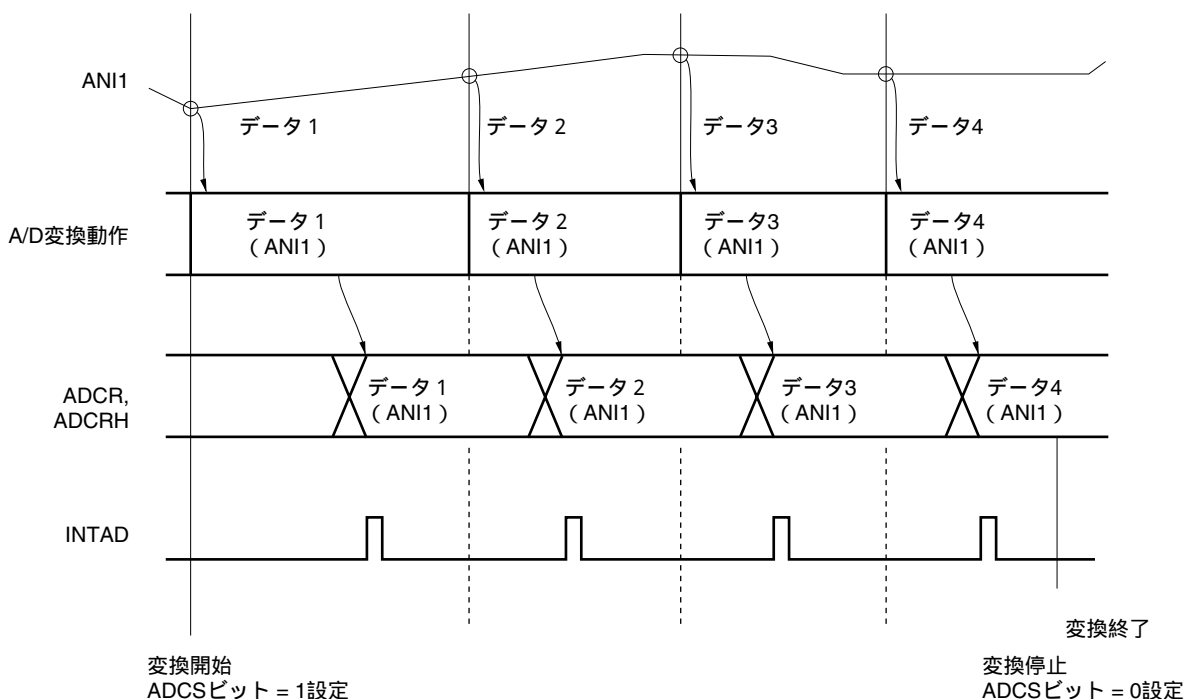 ANI1
データ1
データ2
データ3
データ4
A/D変換動作
データ1
(ANI1)
データ2
(ANI1)
データ3
(ANI1)
データ4
(ANI1)
ADCR,
ADCRH
データ1
(ANI1)
データ2
(ANI1)
データ3
(ANI1)
データ4
(ANI1)
INTAD
変換終了
変換開始
ADCSビット = 1設定
変換停止
ADCSビット = 0設定